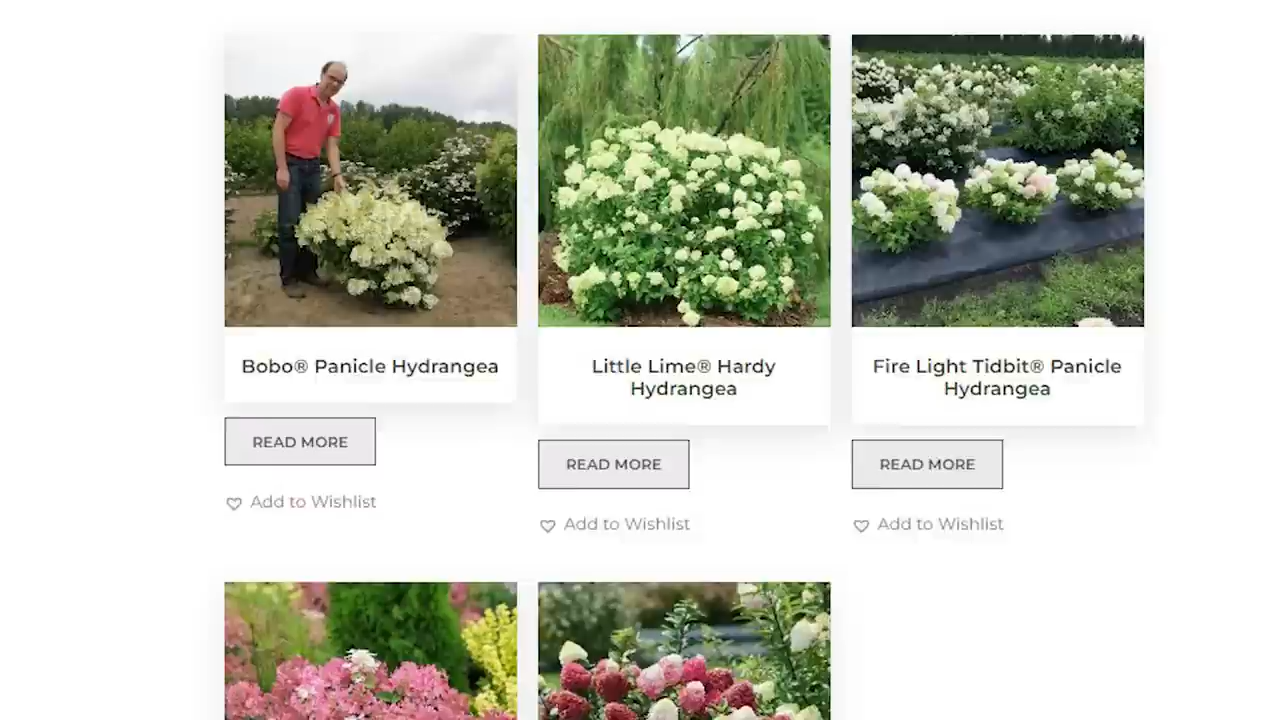 Bobo® Panicle Hydrangea
READ MORE
Add to Wishlist
Little Lime® Hardy
Hydrangea
READ MORE
Add to Wishlist
Fire Light Tidbit® Panicle
Hydrangea
READ MORE
Add to Wishlist